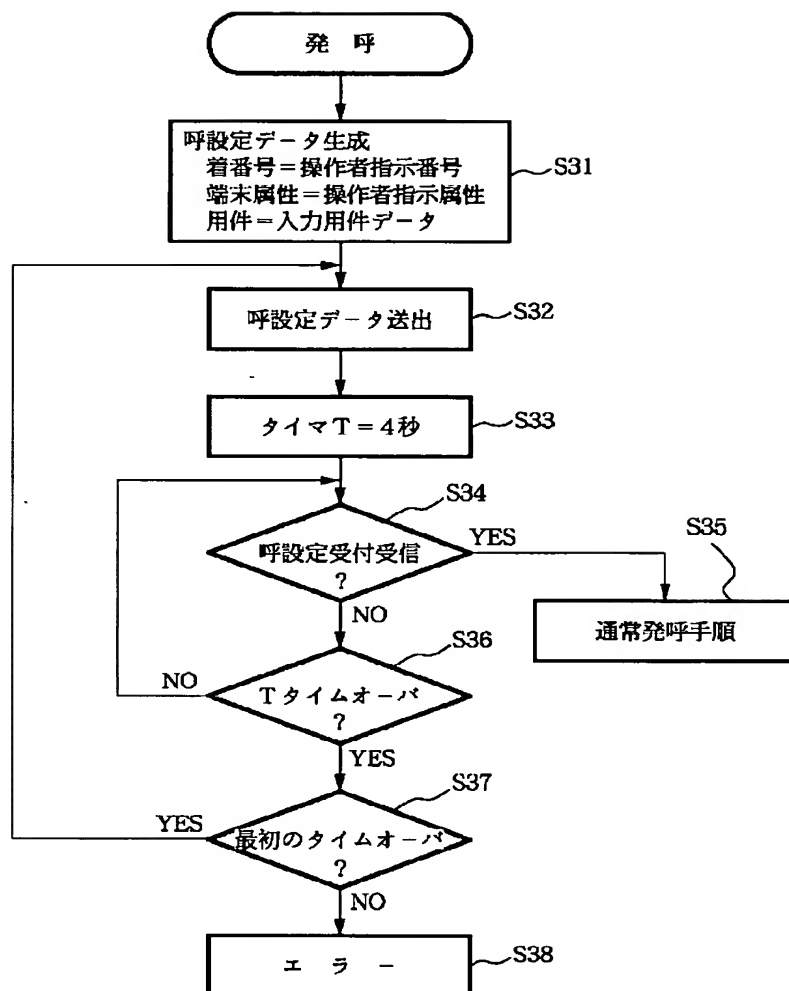 発 呼
呼設定データ生成
着番号=操作者指示番号
端末属性=操作者指示属性
用件=入力用件データ
S31
呼設定データ送出
S32
タイマT=4秒
S33
S34
呼設定受付受信
?
YES
NO
S35
通常発呼手順
S36
Tタイムオーバ
?
NO
YES
S37
最初のタイムオーバ
?
YES
NO
エ ラ ー
S38